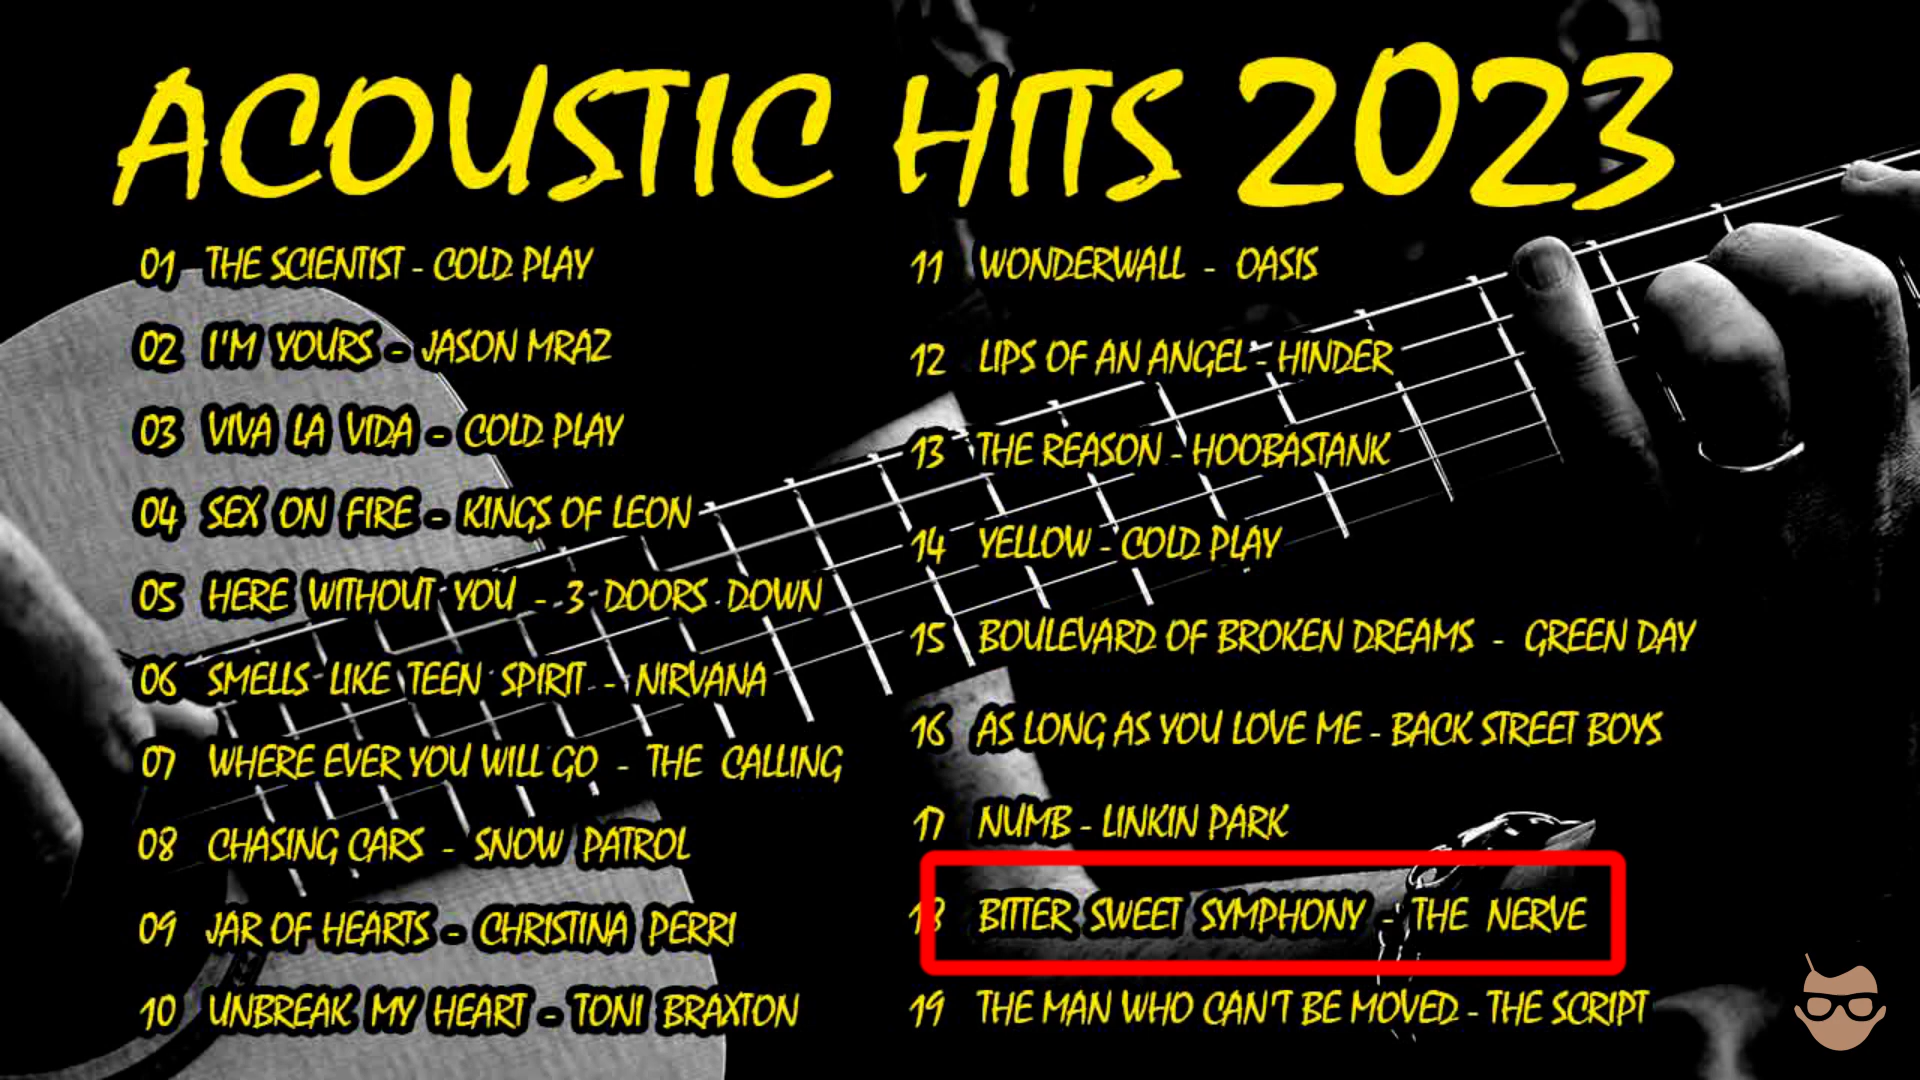 ACOUSTIC HITS 2023
01 THE SCIENTIST - COLD PLAY
02 I'M YOURS - JASON MRAZ
03 VIVA LA VIDA - COLD PLAY
04 SEX ON FIRE - KINGS OF LEON
05 HERE WITHOUT YOU - 3 DOORS DOWN
06 SMELLS LIKE TEEN SPIRIT - NIRVANA
07 WHERE EVER YOU WILL GO - THE CALLING
08 CHASING CARS - SNOW PATROL
09 JAR OF HEARTS - CHRISTINA PERRI
10 UNBREAK MY HEART - TONI BRAXTON
11 WONDERWALL - OASIS
12 LIPS OF AN ANGEL - HINDER
13 THE REASON - HOOBASTANK
14 YELLOW - COLD PLAY
15 BOULEVARD OF BROKEN DREAMS - GREEN DAY
16 AS LONG AS YOU LOVE ME - BACK STREET BOYS
17 NUMB - LINKIN PARK
18 BITTER SWEET SYMPHONY - THE NERVE
19 THE MAN WHO CAN'T BE MOVED - THE SCRIPT